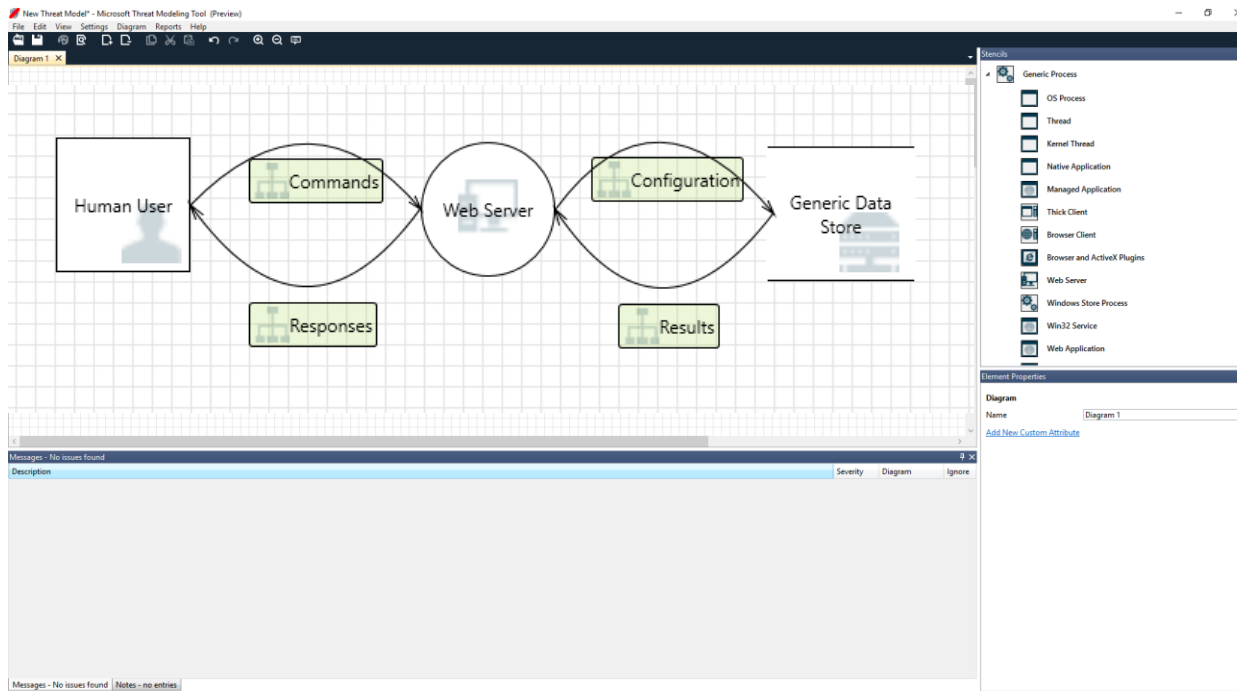 New Threat Model* - Microsoft Threat Modeling Tool (Preview)
File Edit View Settings Diagram Reports Help
Diagram 1 X
Human User
Commands
Responses
Web Server
Configuration
Results
Generic Data
Store
Stencils
Generic Process
OS Process
Thread
Kernel Thread
Native Application
Managed Application
Thick Client
Browser Client
Browser and ActiveX Plugins
Web Server
Windows Store Process
Win32 Service
Web Application
Element Properties
Diagram
Name Diagram 1
Add New Custom Attribute
Messages - No issues found
Description Severity Diagram Ignore
Messages - No issues found Notes - no entries